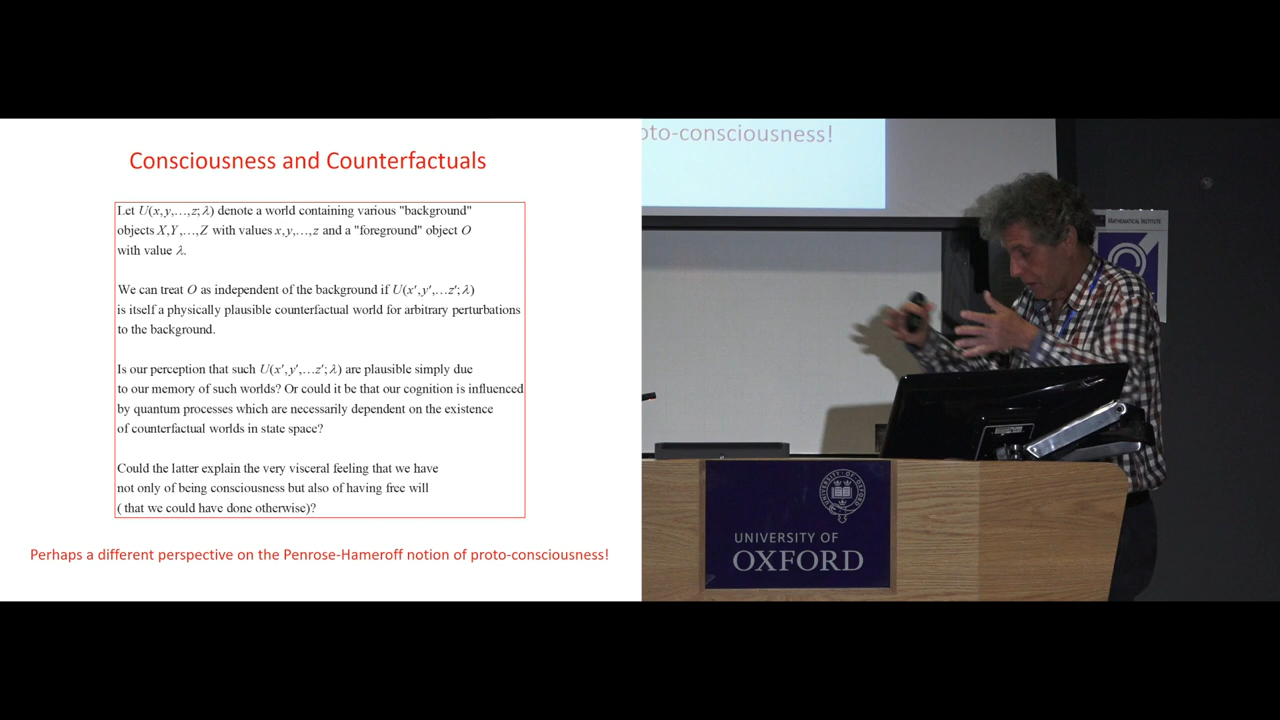 Consciousness and Counterfactuals
Let U(x,y,…,z;λ) denote a world containing various "background"
objects X,Y,…,Z with values x,y,…,z and a "foreground" object O
with value λ.
We can treat O as independent of the background if U(x′,y′,…z′;λ)
is itself a physically plausible counterfactual world for arbitrary perturbations
to the background.
Is our perception that such U(x′,y′,…z′;λ) are plausible simply due
to our memory of such worlds? Or could it be that our cognition is influenced
by quantum processes which are necessarily dependent on the existence
of counterfactual worlds in state space?
Could the latter explain the very visceral feeling that we have
not only of being consciousness but also of having free will
( that we could have done otherwise)?
Perhaps a different perspective on the Penrose-Hameroff notion of proto-consciousness!
oto-consciousness!
MATHEMATICAL INSTITUTE
UNIVERSITY OF OXFORD
UNIVERSITY OF
OXFORD